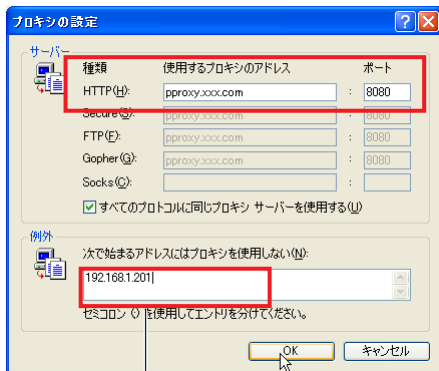 プロキシの設定
サーバー
種類 使用するプロキシのアドレス ポート
HTTP(H): pproxy.xxx.com : 8080
Secure(S): pproxy.xxx.com : 8080
FTP(F): pproxy.xxx.com : 8080
Gopher(G): pproxy.xxx.com : 8080
Socks(C): :
すべてのプロトコルに同じプロキシ サーバーを使用する(U)
例外
次で始まるアドレスにはプロキシを使用しない(N):
192.168.1.201
セミコロン (;) を使用してエントリを分けてください。
OK キャンセル